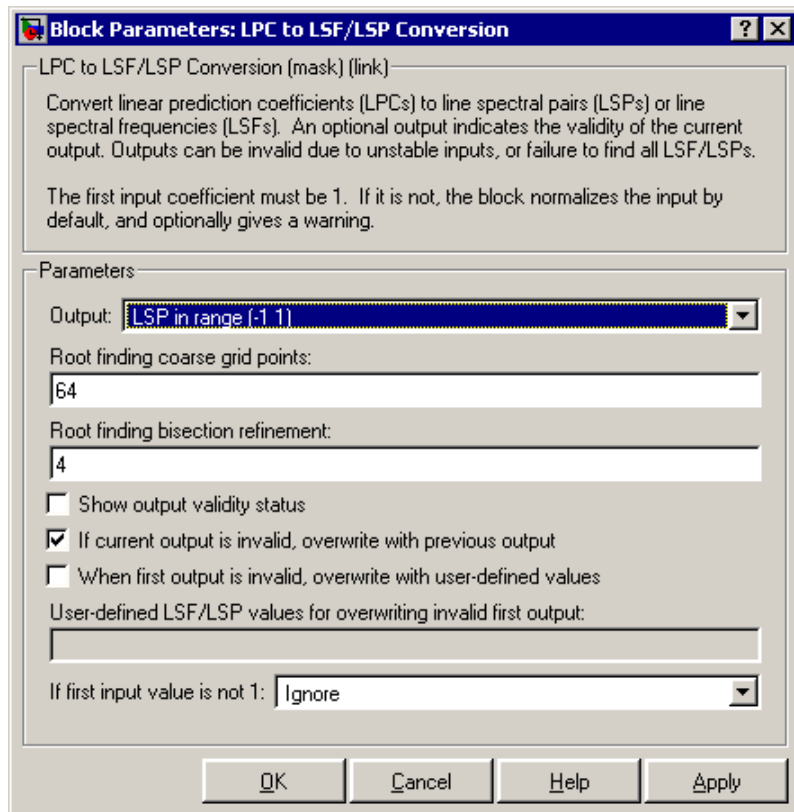 Block Parameters: LPC to LSF/LSP Conversion
LPC to LSF/LSP Conversion (mask) (link)
Convert linear prediction coefficients (LPCs) to line spectral pairs (LSPs) or line
spectral frequencies (LSFs). An optional output indicates the validity of the current
output. Outputs can be invalid due to unstable inputs, or failure to find all LSF/LSPs.
The first input coefficient must be 1. If it is not, the block normalizes the input by
default, and optionally gives a warning.
Parameters
Output: LSP in range (-1 1)
Root finding coarse grid points:
64
Root finding bisection refinement:
4
Show output validity status
If current output is invalid, overwrite with previous output
When first output is invalid, overwrite with user-defined values
User-defined LSF/LSP values for overwriting invalid first output:
If first input value is not 1: Ignore
OK Cancel Help Apply